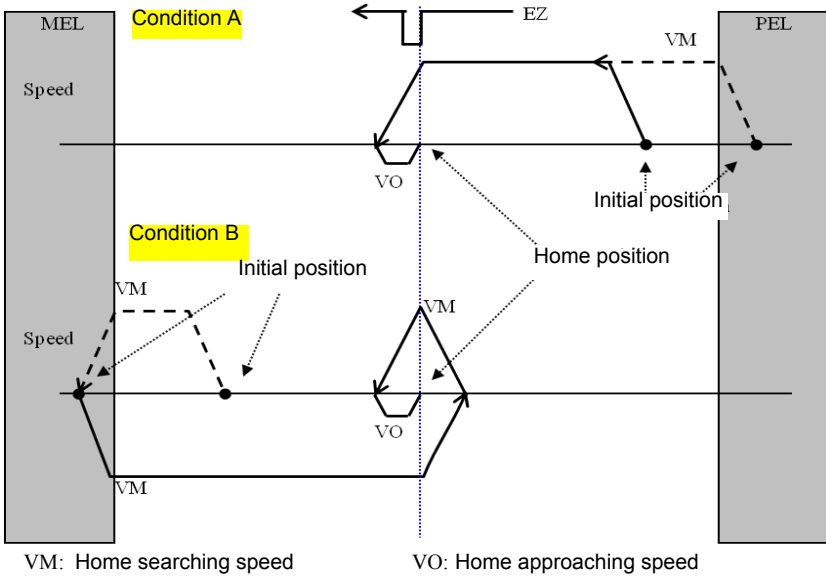 MEL
Condition A
EZ
VM
PEL
Speed
VO
Initial position
Condition B
Home position
Initial position
VM
VM
Speed
VO
VM
VM: Home searching speed
VO: Home approaching speed